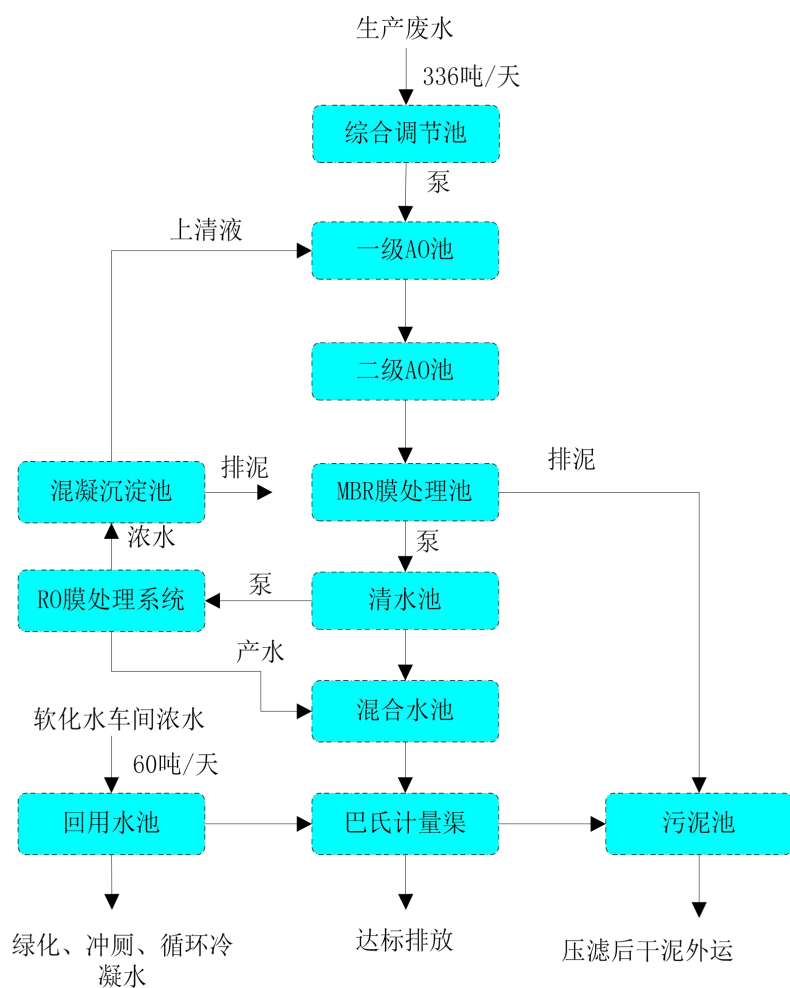 生产废水
336吨/天
综合调节池
泵
上清液
一级AO池
二级AO池
排泥
排泥
混凝沉淀池
MBR膜处理池
浓水
泵
RO膜处理系统
泵
清水池
产水
混合水池
软化水车间浓水
60吨/天
回用水池
巴氏计量渠
污泥池
绿化、冲厕、循环冷
凝水
达标排放
压滤后干泥外运